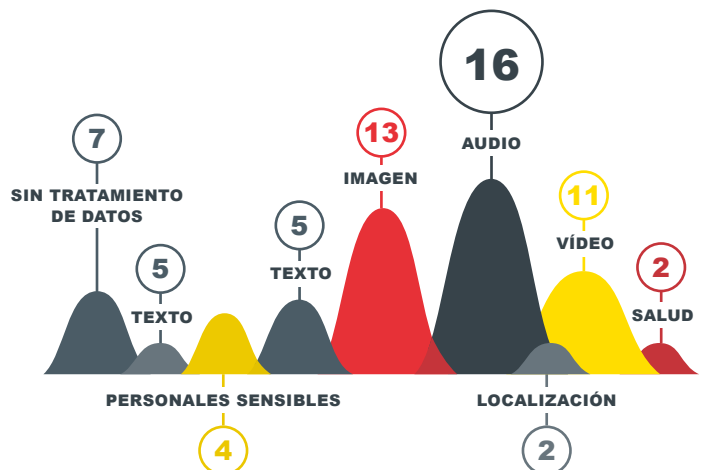 16
7
13
AUDIO
IMAGEN
SIN TRATAMIENTO
DE DATOS
11
5
VÍDEO
5
TEXTO
2
TEXTO
SALUD
PERSONALES SENSIBLES
LOCALIZACIÓN
4
2